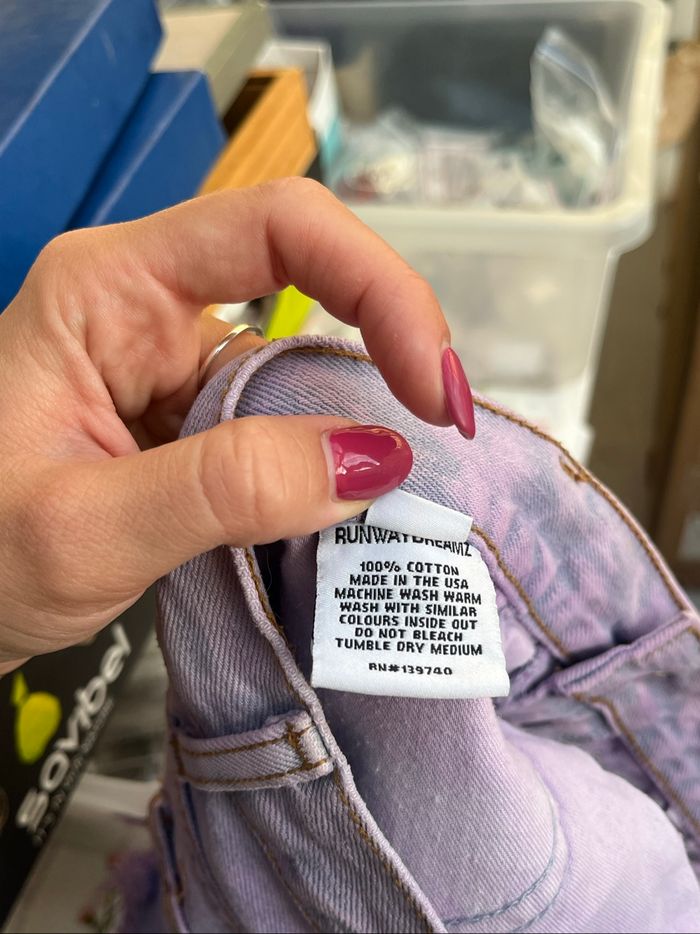 RUNWAYDREAMZ
100% COTTON
MADE IN THE USA
MACHINE WASH WARM
WASH WITH SIMILAR
COLOURS INSIDE OUT
DO NOT BLEACH
TUMBLE DRY MEDIUM
RN#139740
Sovibel